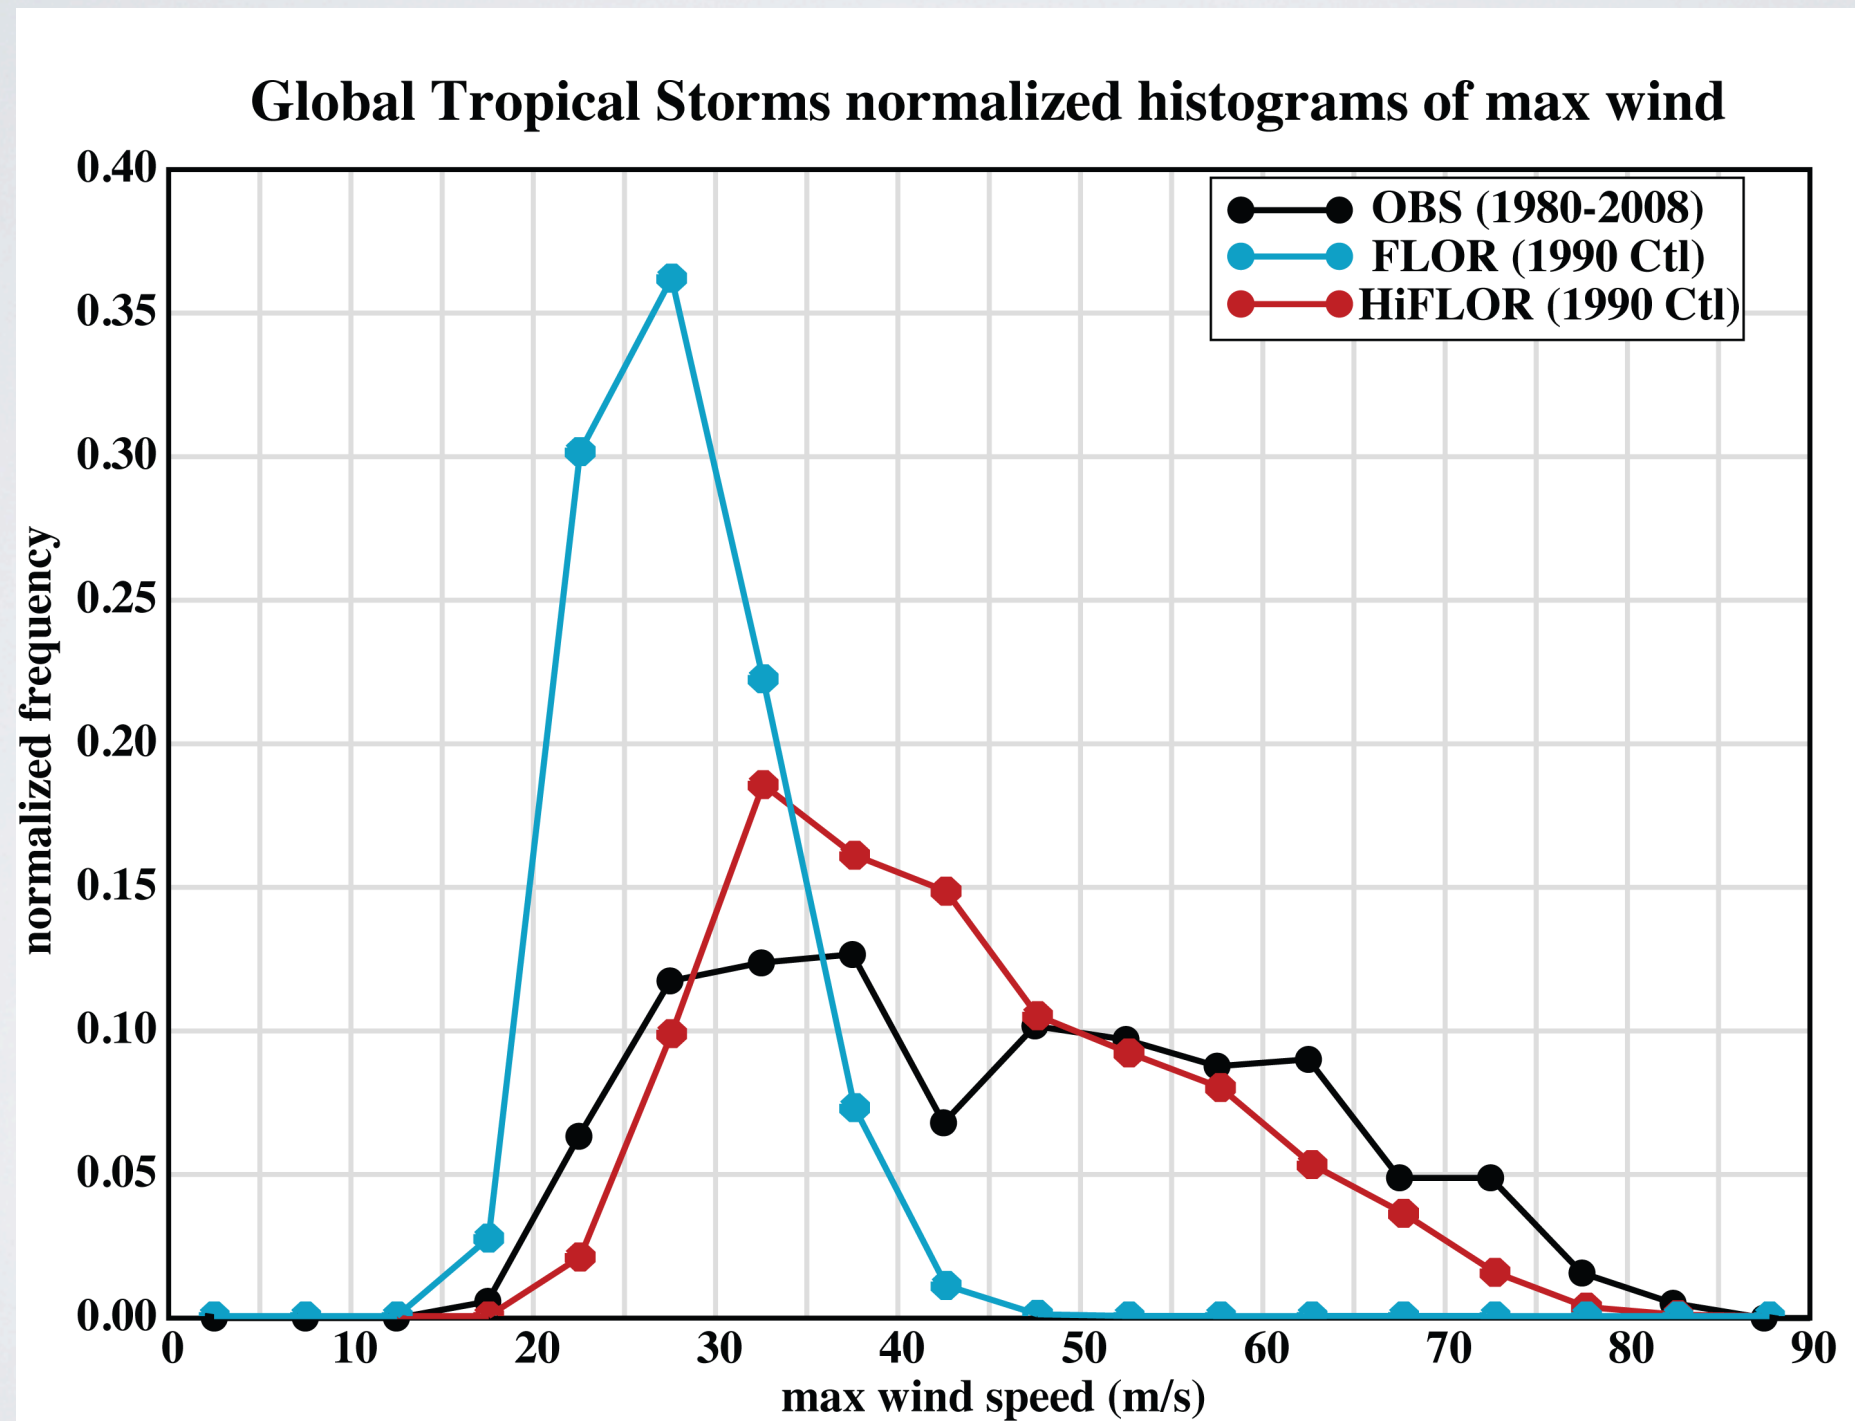 Global Tropical Storms normalized histograms of max wind
OBS (1980-2008)
FLOR (1990 Ctl)
HiFLOR (1990 Ctl)
normalized frequency
0.40
0.35
0.30
0.25
0.20
0.15
0.10
0.05
0.00
0 10 20 30 40 50 60 70 80 90
max wind speed (m/s)